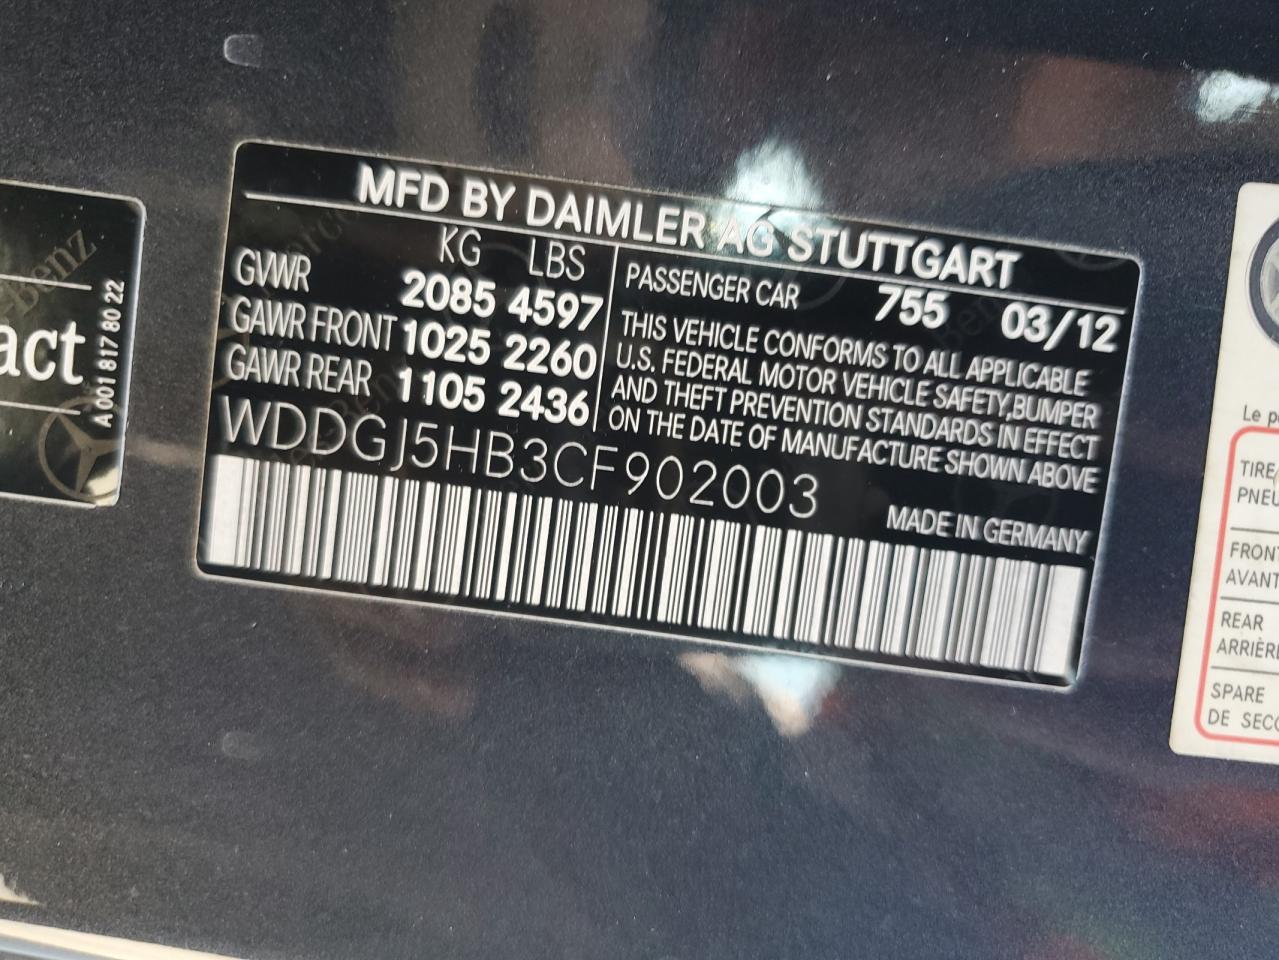 act
A 001 817 80 22
MFD BY DAIMLER AG STUTTGART
KG LBS
GVWR 2085 4597
GAWR FRONT 1025 2260
GAWR REAR 1105 2436
PASSENGER CAR 755 03/12
THIS VEHICLE CONFORMS TO ALL APPLICABLE
U.S. FEDERAL MOTOR VEHICLE SAFETY,BUMPER
AND THEFT PREVENTION STANDARDS IN EFFECT
ON THE DATE OF MANUFACTURE SHOWN ABOVE
WDDGJ5HB3CF902003
MADE IN GERMANY
Le p
TIRE/
PNEU
FRONT
AVANT
REAR
ARRIÈRE
SPARE
DE SECO